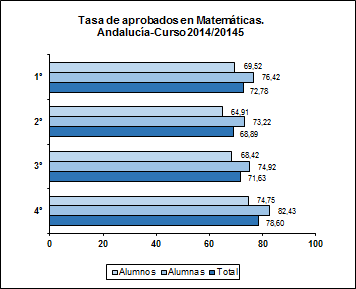 Tasa de aprobados en Matemáticas.
Andalucía-Curso 2014/20145
1º
69,52
76,42
72,78
2º
64,91
73,22
68,89
3º
68,42
74,92
71,63
4º
74,75
82,43
78,60
0 20 40 60 80 100
Alumnos Alumnas Total